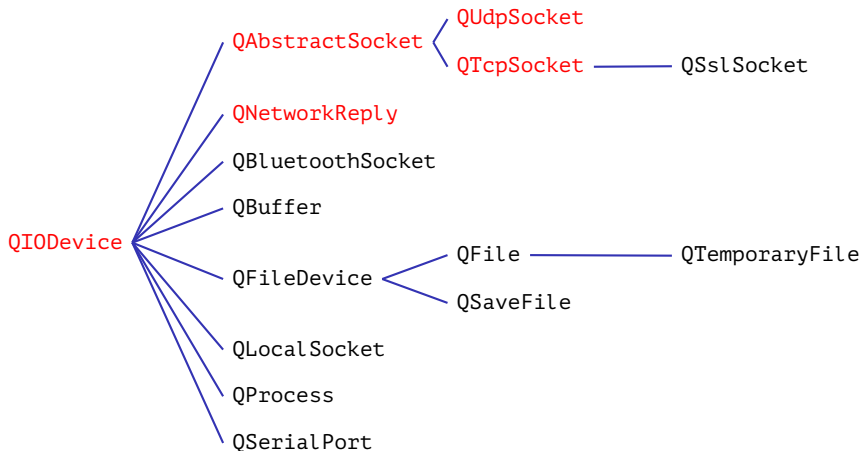 QUdpSocket
QAbstractSocket
QTcpSocket QSslSocket
QNetworkReply
QBluetoothSocket
QBuffer
QIODevice
QFile QTemporaryFile
QFileDevice
QSaveFile
QLocalSocket
QProcess
QSerialPort